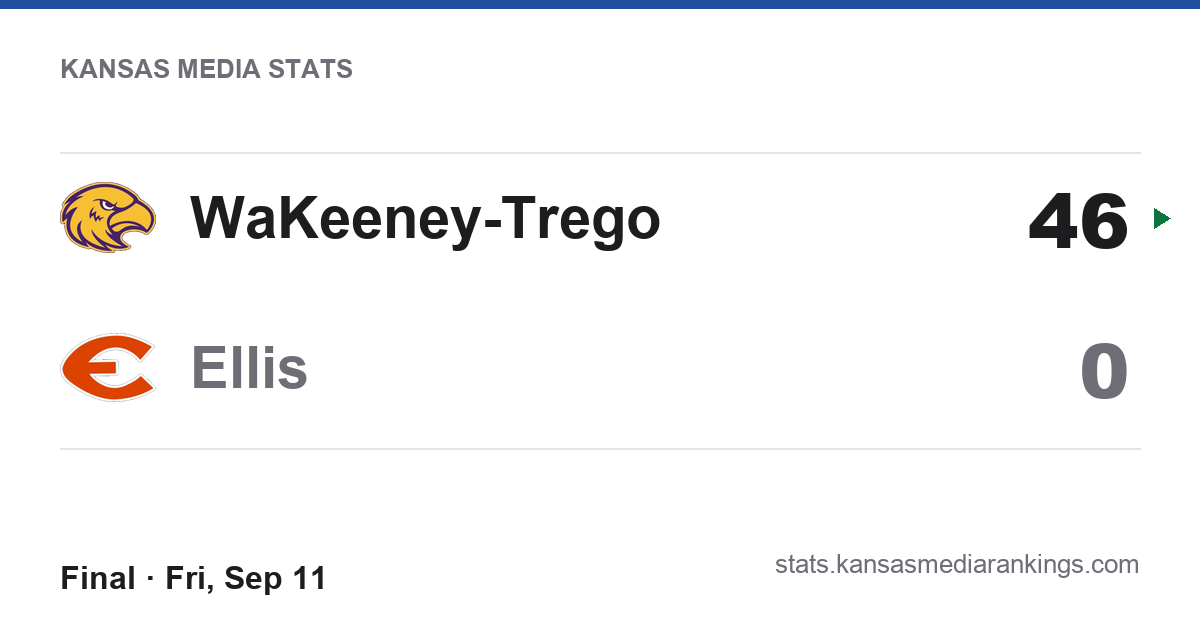 KANSAS MEDIA STATS
WaKeeney-Trego 46
Ellis 0
Final · Fri, Sep 11
stats.kansasmediarankings.com